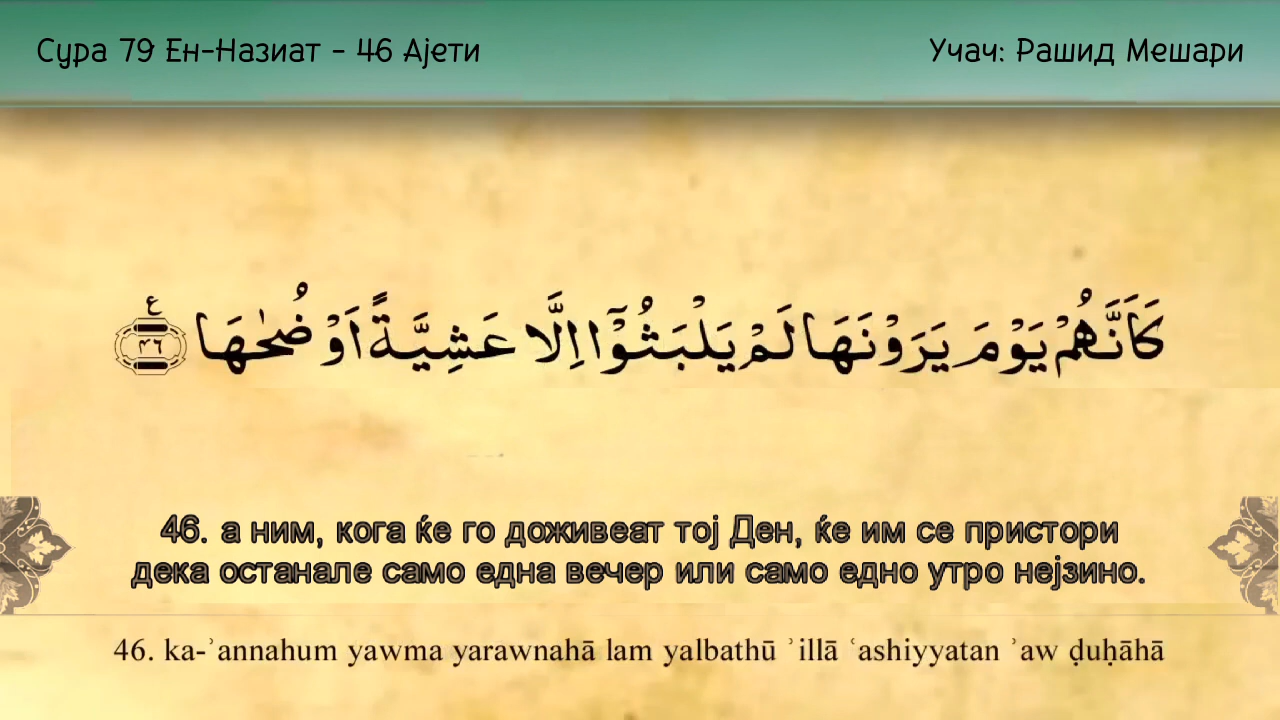 Сура 79 Ен-Назиат - 46 Ајети
Учач: Рашид Мешари
كَاَنَّهُمْ يَوْمَ يَرَوْنَهَا لَمْ يَلْبَثُوْٓا اِلَّا عَشِيَّةً اَوْ ضُحٰىهَا ۴۶ ع
46. а ним, кога ќе го доживеат тој Ден, ќе им се пристори
дека останале само една вечер или само едно утро нејзино.
46. ka-ʾannahum yawma yarawnahā lam yalbathū ʾillā ʿashiyyatan ʾaw ḍuḥāhā